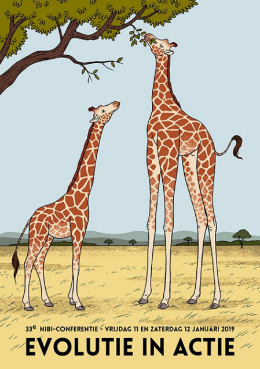 33e NIBI-CONFERENTIE - VRIJDAG 11 EN ZATERDAG 12 JANUARI 2019
EVOLUTIE IN ACTIE